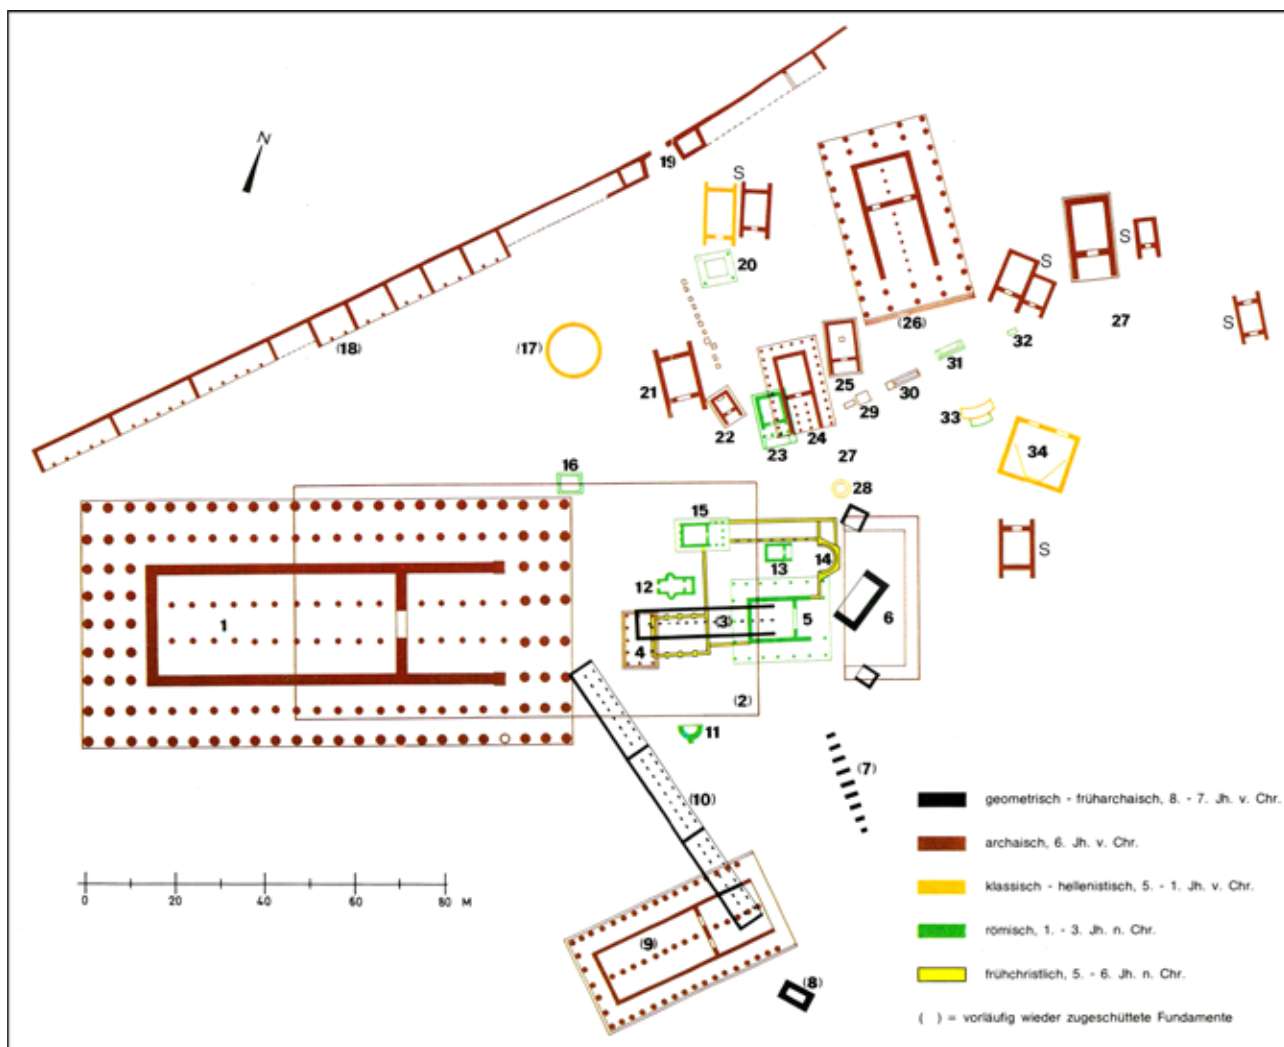 N
19
S
20
(18)
(17)
21
22
23
24
25
(26)
27
28
29
30
31
32
33
34
S
S
27
S
S
16
15
14
13
12
1
(3)
4
5
6
(2)
11
(7)
(10)
(9)
(8)
0 20 40 60 80 M
geometrisch - früharchaisch, 8. - 7. Jh. v. Chr.
archaisch, 6. Jh. v. Chr.
klassisch - hellenistisch, 5. - 1. Jh. v. Chr.
römisch, 1. - 3. Jh. n. Chr.
frühchristlich, 5. - 6. Jh. n. Chr.
( ) = vorläufig wieder zugeschüttete Fundamente